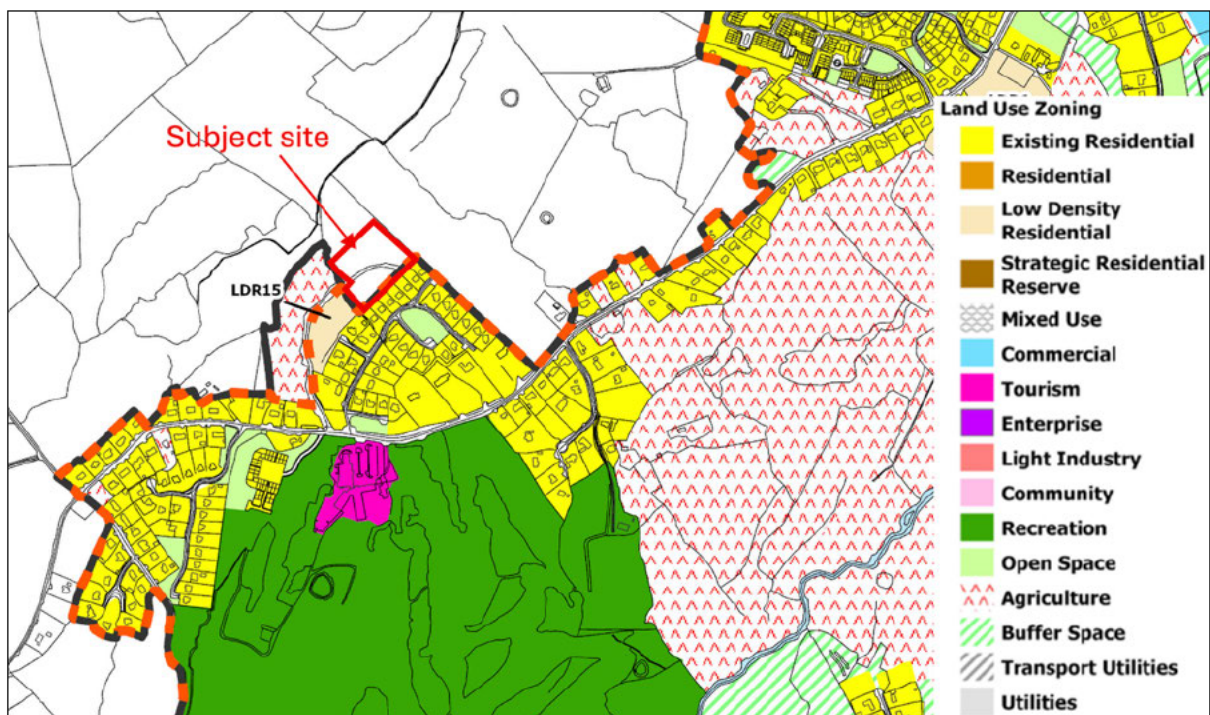 Subject site
LDR15
Land Use Zoning
Existing Residential
Residential
Low Density
Residential
Strategic Residential
Reserve
Mixed Use
Commercial
Tourism
Enterprise
Light Industry
Community
Recreation
Open Space
Agriculture
Buffer Space
Transport Utilities
Utilities